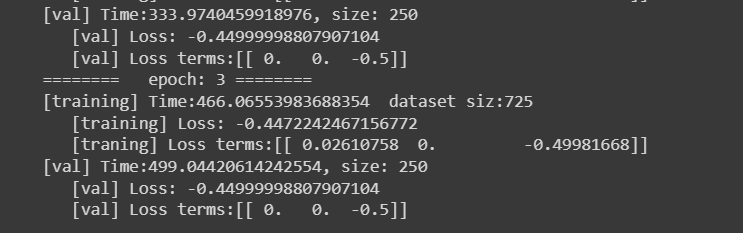 [val] Time:333.9740459918976, size: 250
[val] Loss: -0.44999998807907104
[val] Loss terms:[[ 0.   0.  -0.5]]
========   epoch: 3 ========
[training] Time:466.06553983688354  dataset siz:725
[training] Loss: -0.4472242467156772
[traning] Loss terms:[[ 0.02610758  0.         -0.49981668]]
[val] Time:499.04420614242554, size: 250
[val] Loss: -0.44999998807907104
[val] Loss terms:[[ 0.   0.  -0.5]]